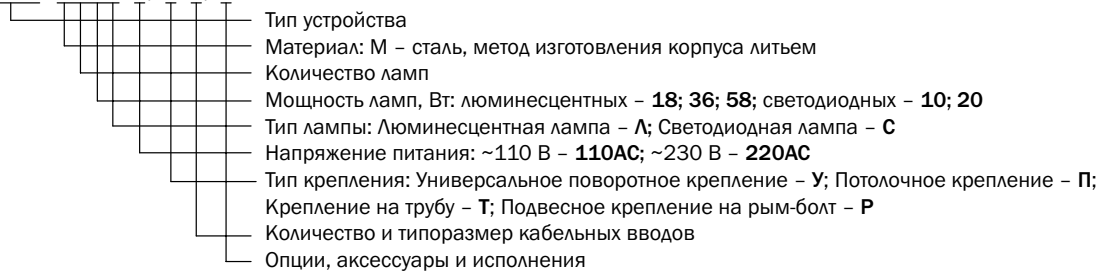 Тип устройства
Материал: М – сталь, метод изготовления корпуса литьем
Количество ламп
Мощность ламп, Вт: люминесцентных – 18; 36; 58; светодиодных – 10; 20
Тип лампы: Люминесцентная лампа – Л; Светодиодная лампа – С
Напряжение питания: ~110 В – 110АС; ~230 В – 220АС
Тип крепления: Универсальное поворотное крепление – У; Потолочное крепление – П;
Крепление на трубу – Т; Подвесное крепление на рым-болт – Р
Количество и типоразмер кабельных вводов
Опции, аксессуары и исполнения